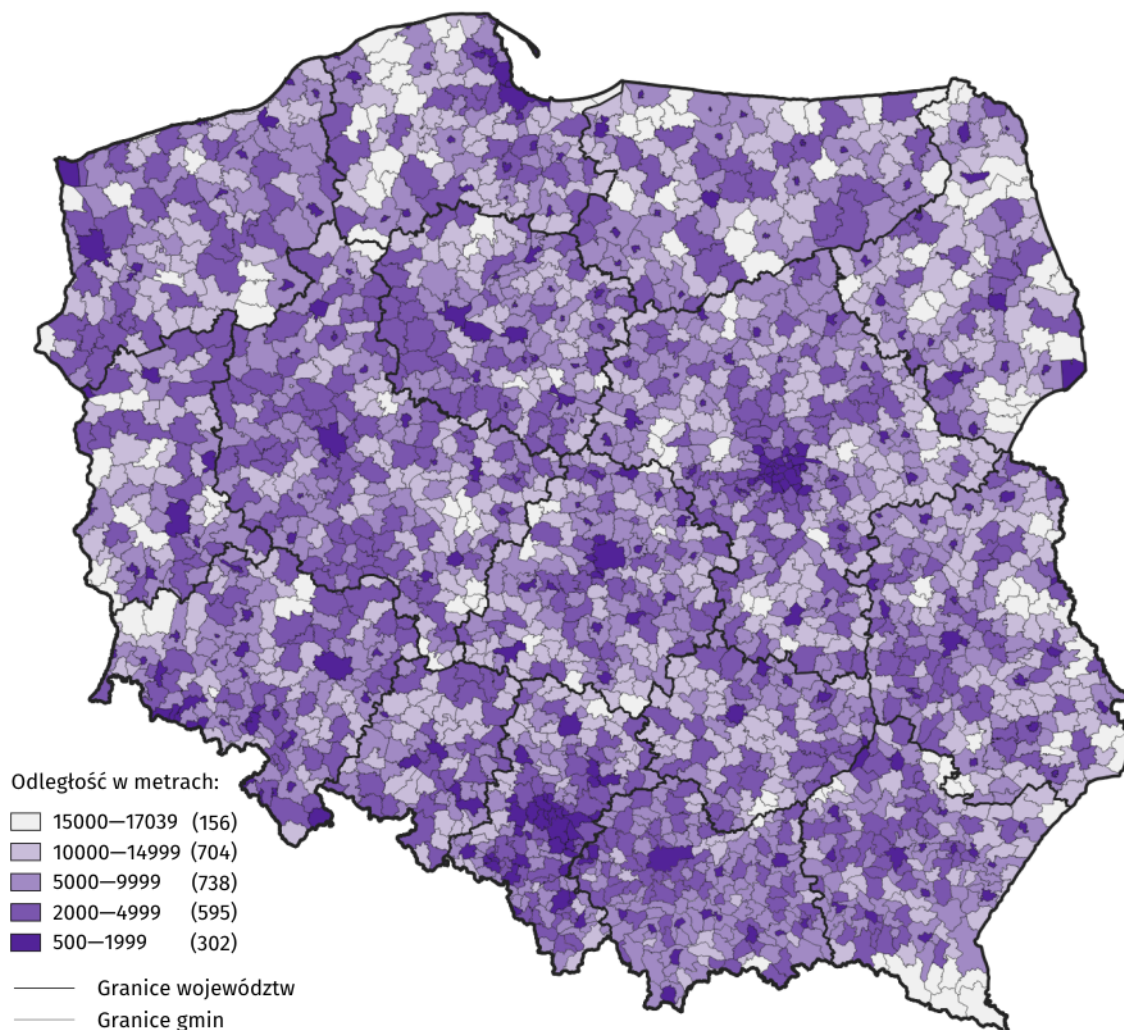 Odległość w metrach:
15000—17039 (156)
10000—14999 (704)
5000—9999 (738)
2000—4999 (595)
500—1999 (302)
Granice województw
Granice gmin